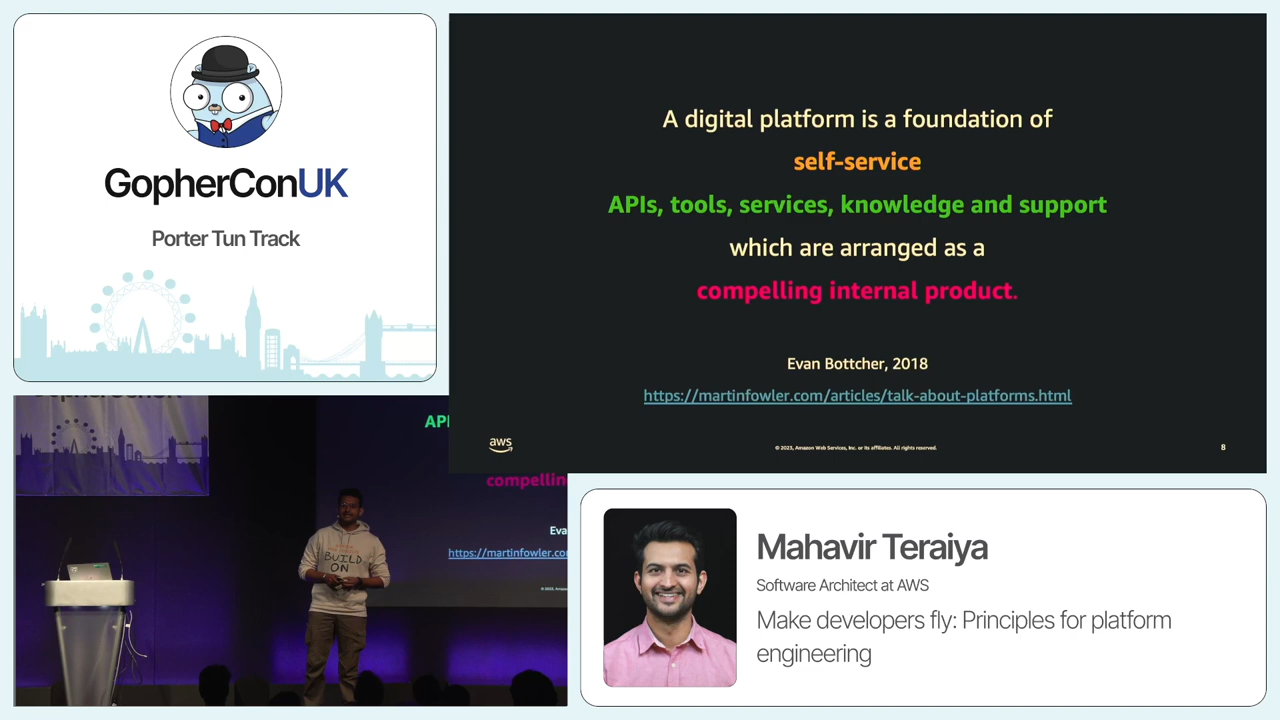 GopherConUK
Porter Tun Track
A digital platform is a foundation of
self-service
APIs, tools, services, knowledge and support
which are arranged as a
compelling internal product.
Evan Bottcher, 2018
https://martinfowler.com/articles/talk-about-platforms.html
aws
© 2023, Amazon Web Services, Inc. or its affiliates. All rights reserved.
8
API
compelling
Eva
https://martinfowler.co
BUILD
ON
Mahavir Teraiya
Software Architect at AWS
Make developers fly: Principles for platform
engineering